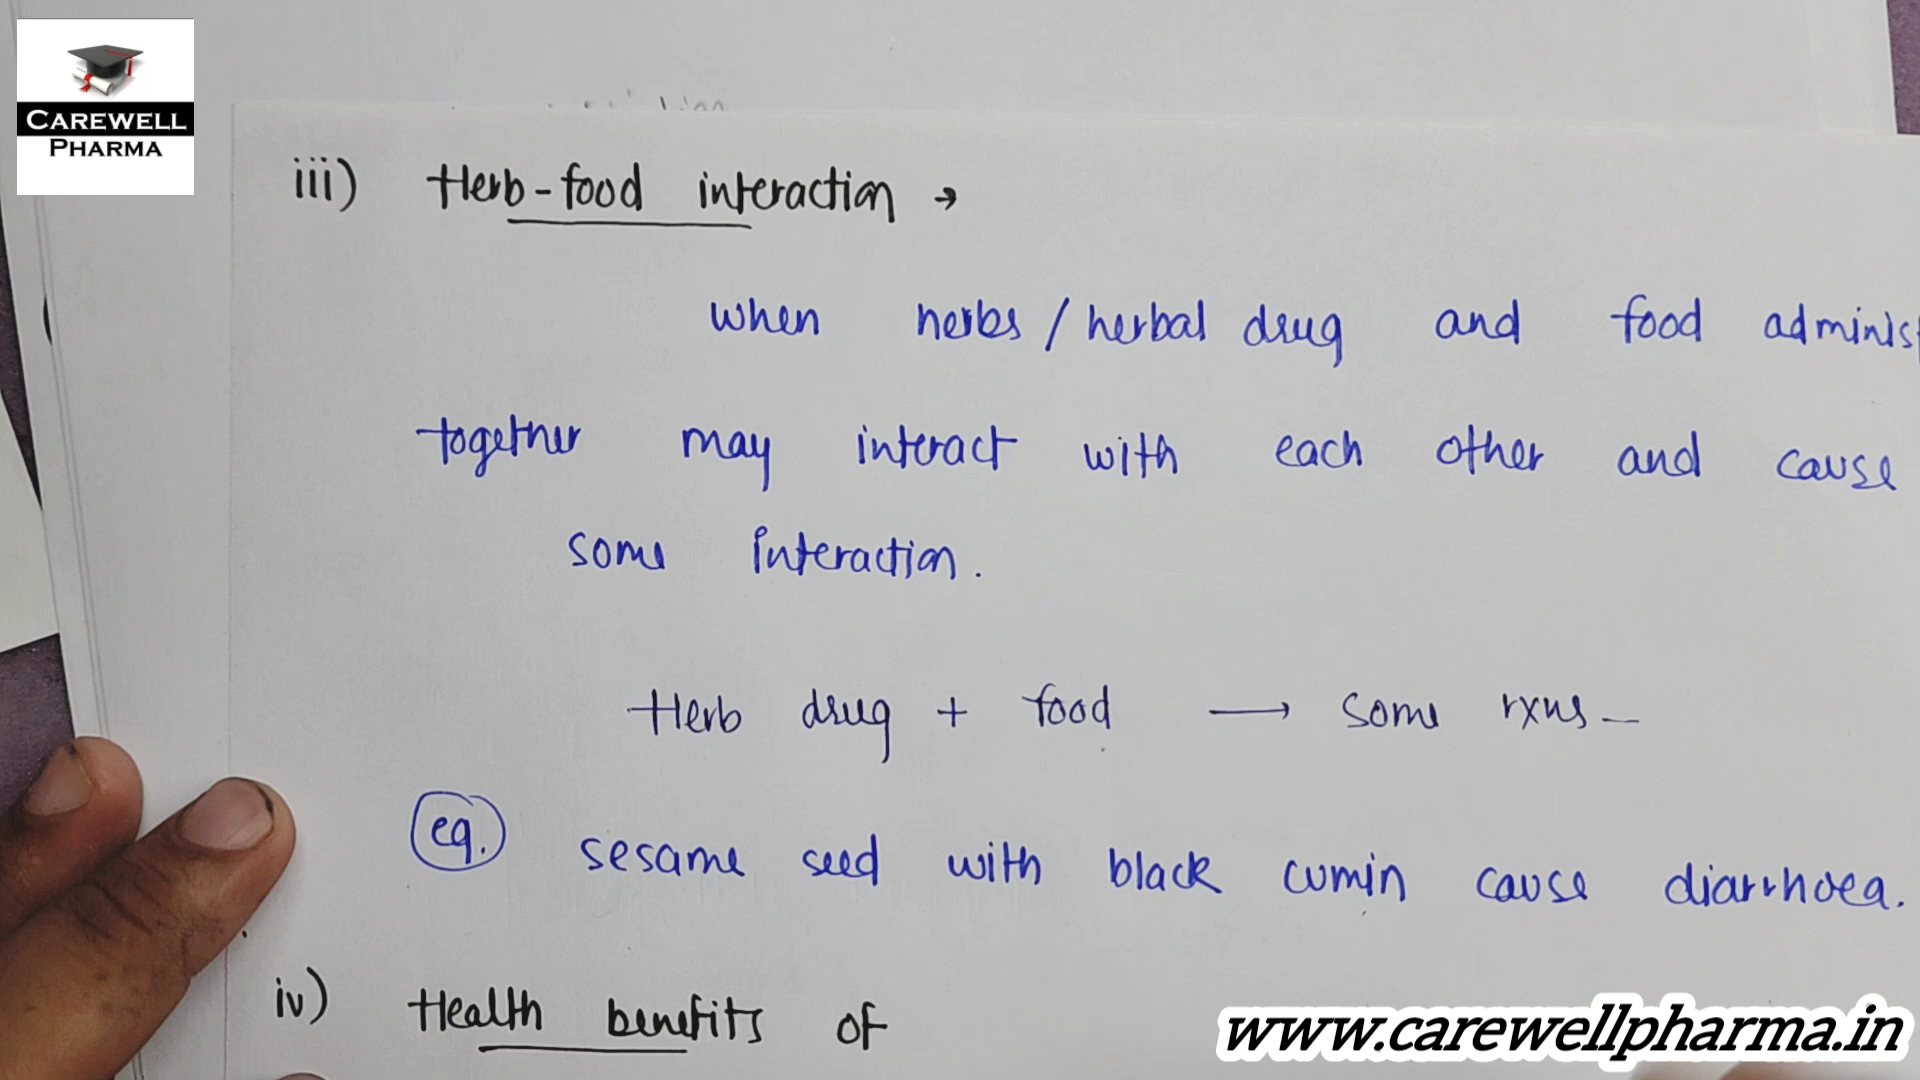 CAREWELL
PHARMA
iii) Herb-food interaction →
when herbs / herbal drug and food adminis
together may interact with each other and cause
some interaction.
Herb drug + food → some rxns –
eg. sesame seed with black cumin cause diarrhoea.
iv) Health benefits of
www.carewellpharma.in